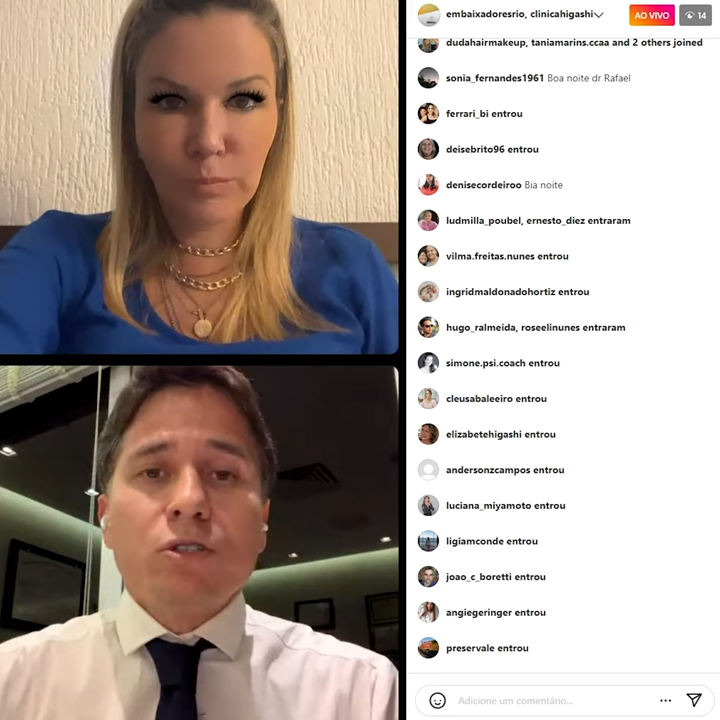 embaixadoresrio, clinicahigashi
AO VIVO
14
dudahairmakeup, taniamarins.ccaa and 2 others joined
sonia_fernandes1961 Boa noite dr Rafael
ferrari_bi entrou
deisebrito96 entrou
denisecordeiroo Bia noite
ludmilla_poubel, ernesto_diez entraram
vilma.freitas.nunes entrou
ingridmaldonadohortiz entrou
hugo_ralmeida, roseelinunes entraram
simone.psi.coach entrou
cleusabaleeiro entrou
elizabetehigashi entrou
andersonzcampos entrou
luciana_miyamoto entrou
ligiamconde entrou
joao_c_boretti entrou
angiegeringer entrou
preservale entrou
Adicione um comentário...